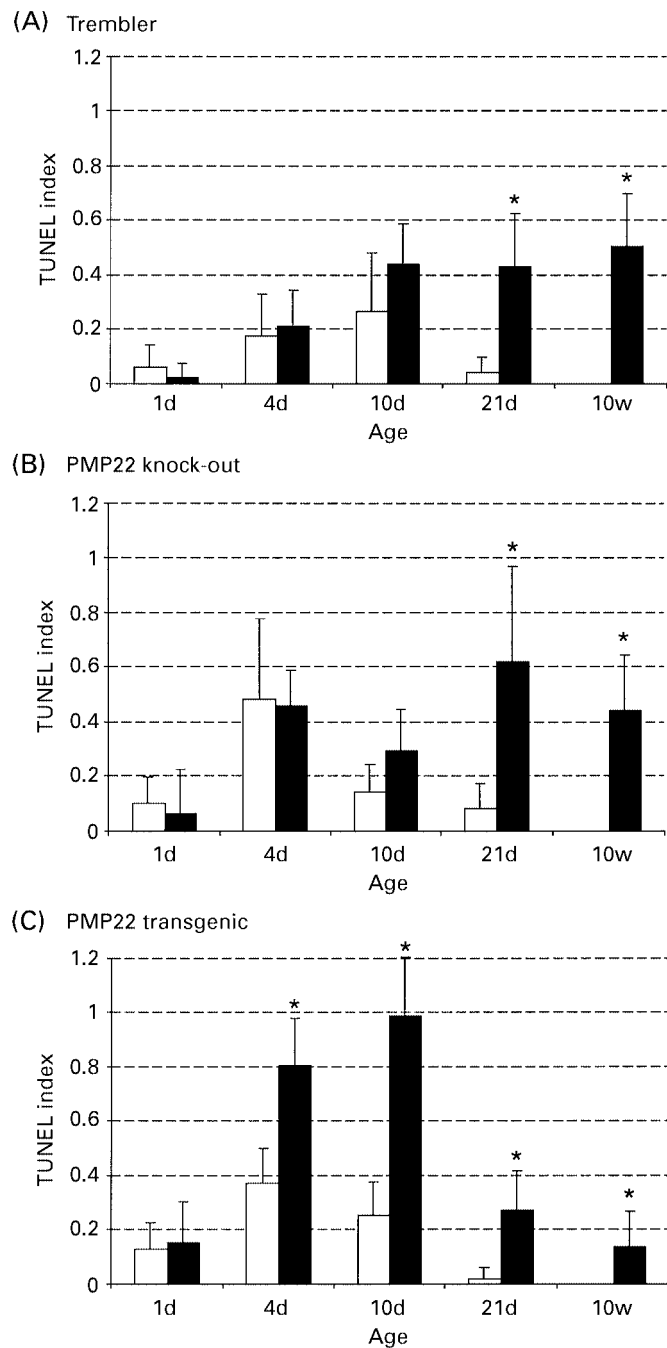 (A) Trembler
1.2
1
0.8
0.6
0.4
0.2
0
TUNEL index
* *
1d 4d 10d 21d 10w
Age
(B) PMP22 knock-out
1.2
1
0.8
0.6
0.4
0.2
0
TUNEL index
* *
1d 4d 10d 21d 10w
Age
(C) PMP22 transgenic
1.2
1
0.8
0.6
0.4
0.2
0
TUNEL index
* * * *
1d 4d 10d 21d 10w
Age